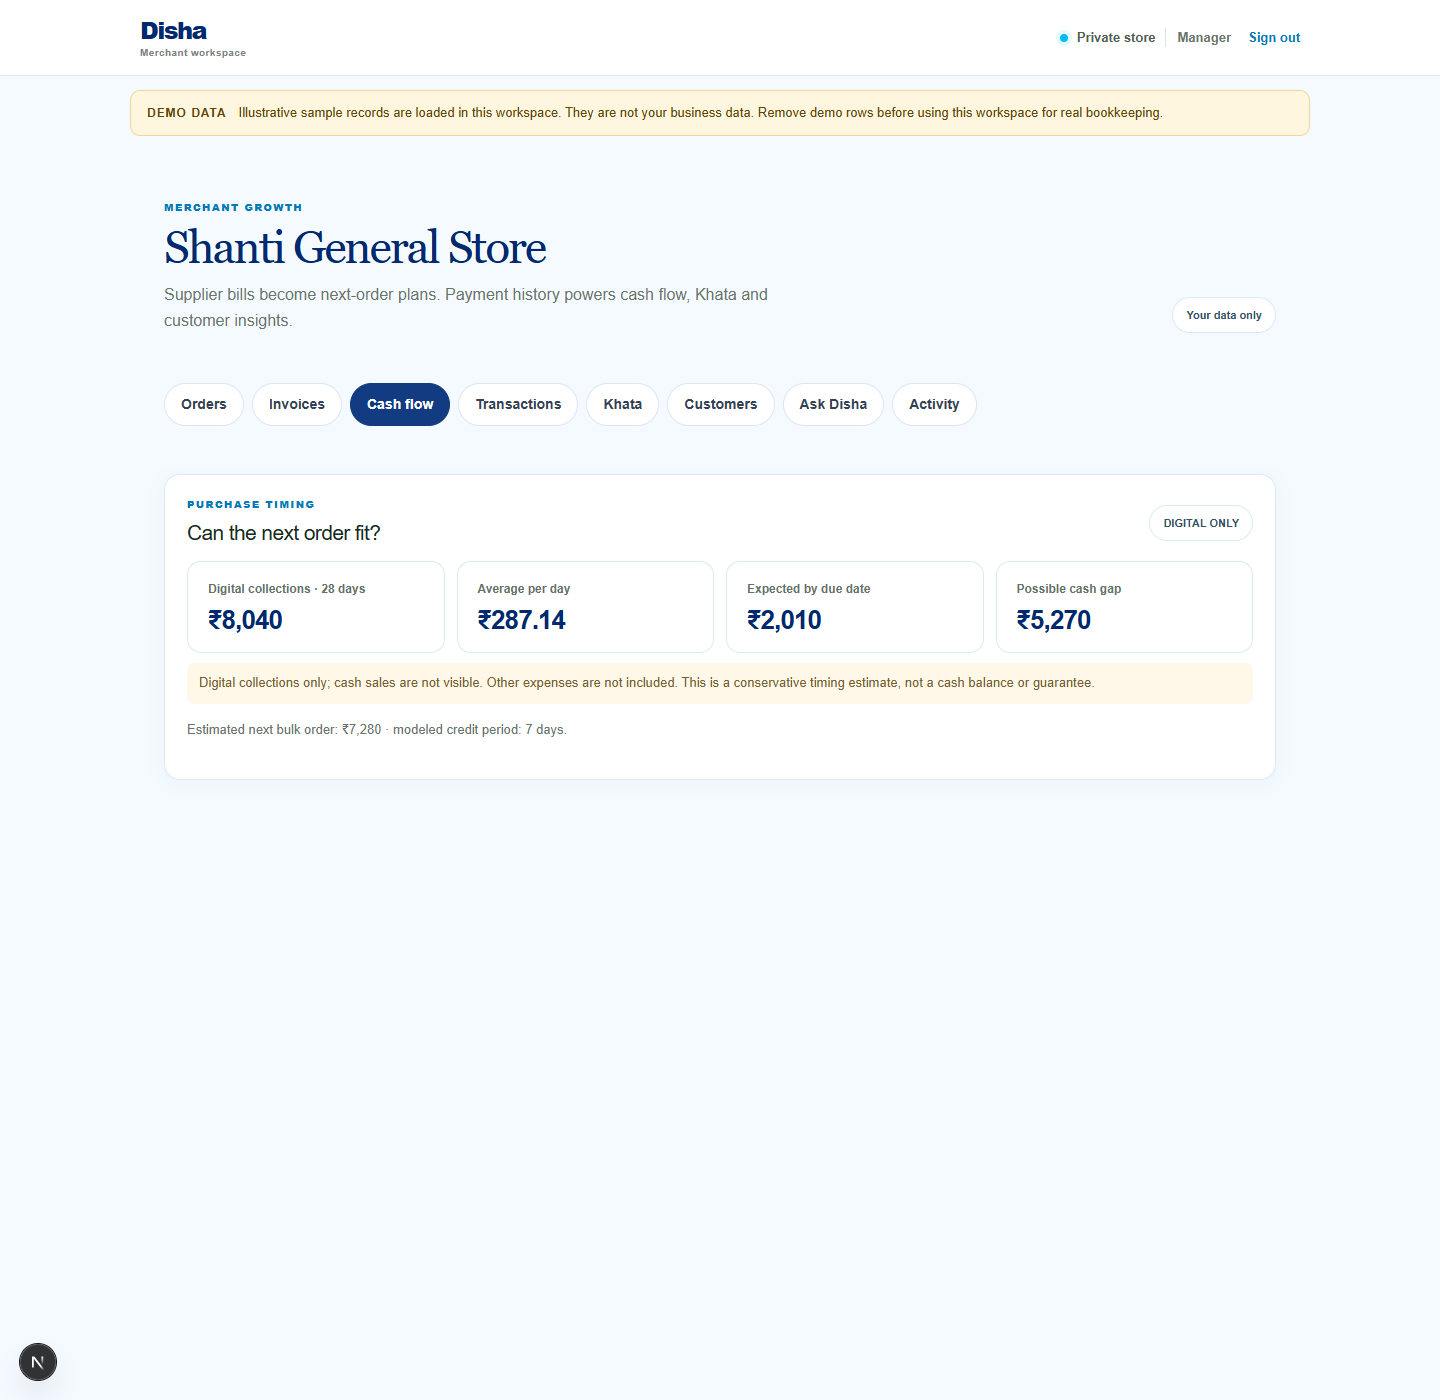 Disha
Merchant workspace
Private store
Manager
Sign out
DEMO DATA Illustrative sample records are loaded in this workspace. They are not your business data. Remove demo rows before using this workspace for real bookkeeping.
MERCHANT GROWTH
Shanti General Store
Supplier bills become next-order plans. Payment history powers cash flow, Khata and
customer insights.
Your data only
Orders
Invoices
Cash flow
Transactions
Khata
Customers
Ask Disha
Activity
PURCHASE TIMING
Can the next order fit?
DIGITAL ONLY
Digital collections · 28 days
₹8,040
Average per day
₹287.14
Expected by due date
₹2,010
Possible cash gap
₹5,270
Digital collections only; cash sales are not visible. Other expenses are not included. This is a conservative timing estimate, not a cash balance or guarantee.
Estimated next bulk order: ₹7,280 · modeled credit period: 7 days.
N